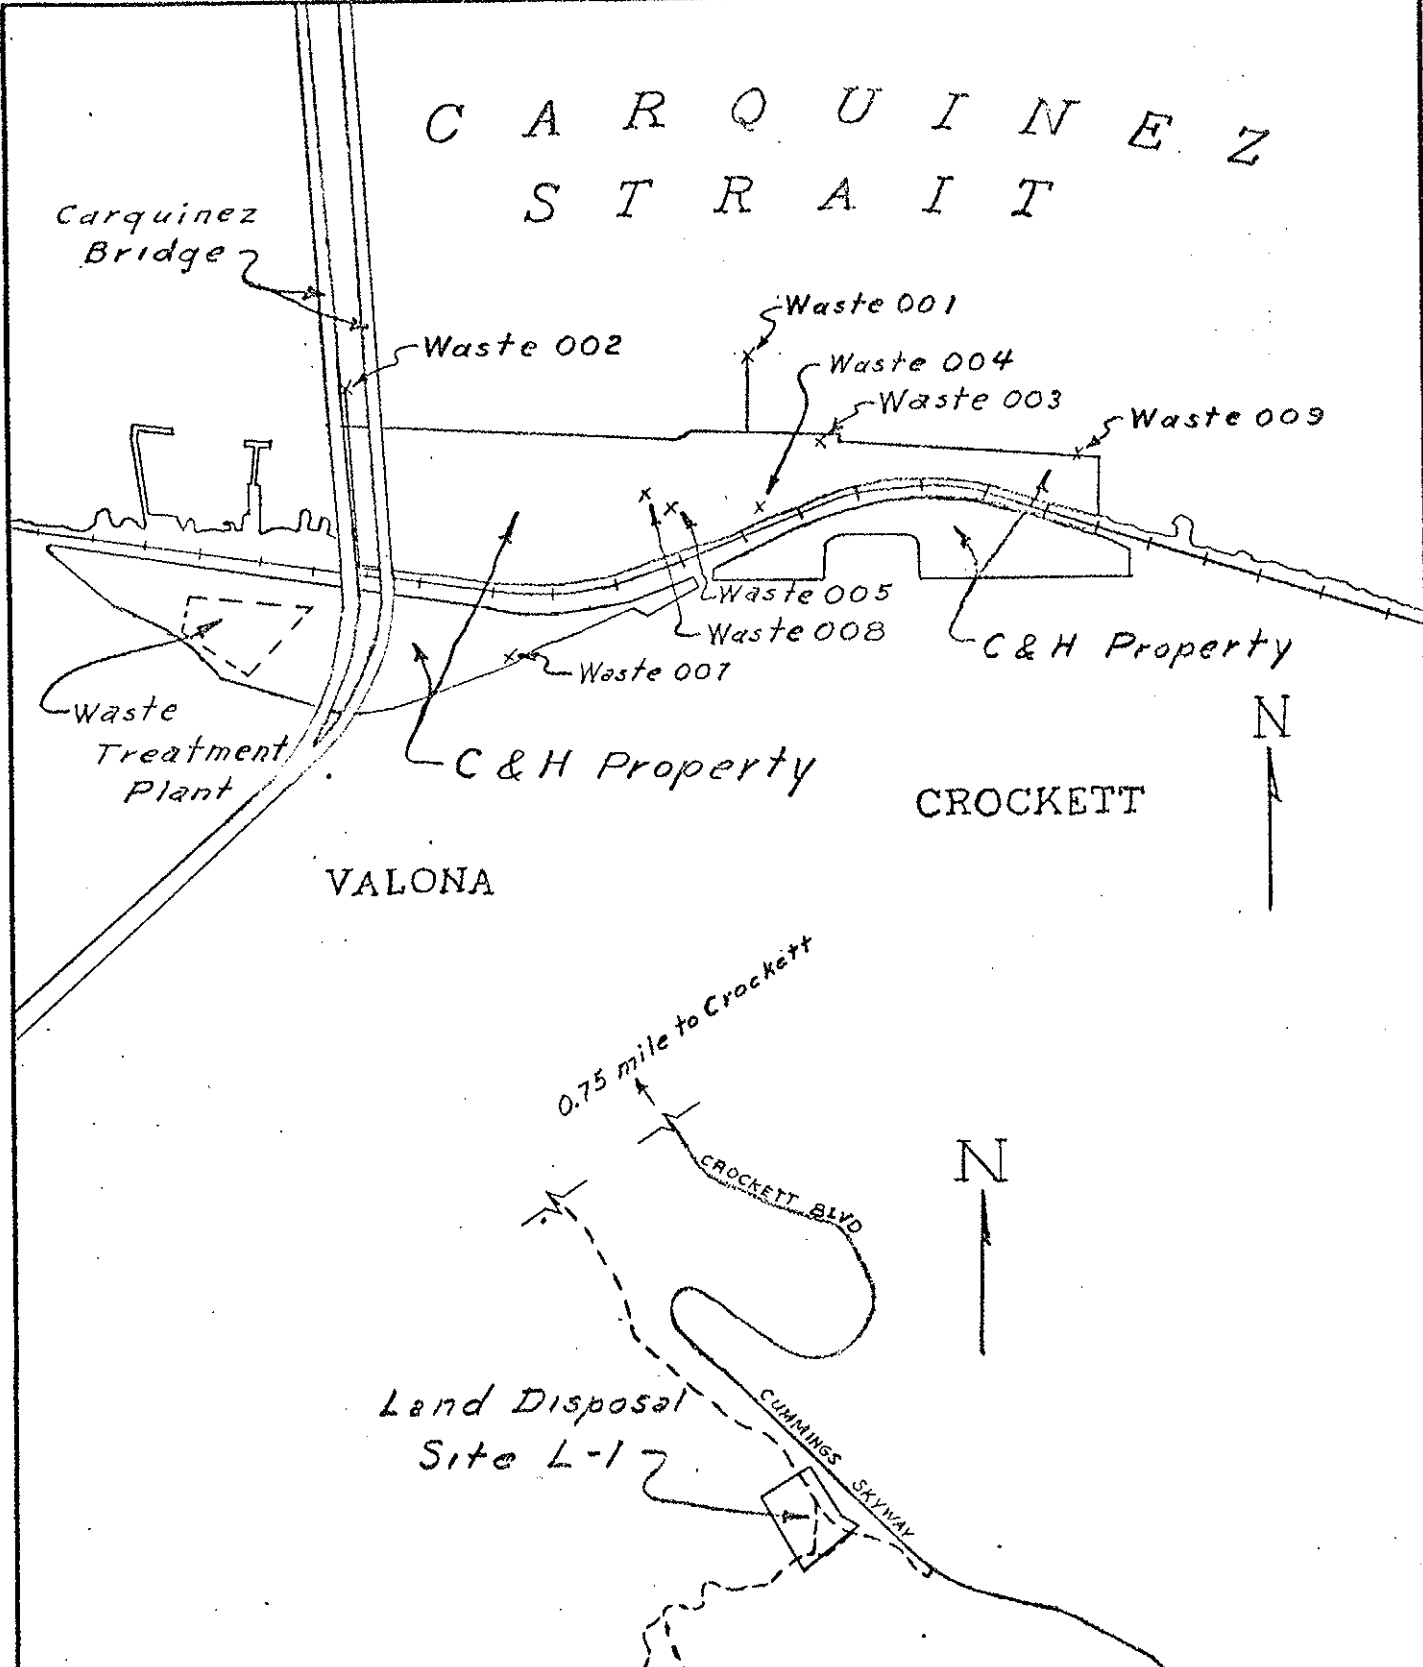 CARQUINEZ
STRAIT
Carquinez
Bridge
Waste 001
Waste 002
Waste 004
Waste 003
Waste 009
Waste 005
Waste 008
C & H Property
Waste 007
Waste
Treatment
Plant
C & H Property
N
CROCKETT
VALONA
0.75 mile to Crockett
N
CROCKETT BLVD
Land Disposal
Site L-1
CUMMINGS SKYWAY